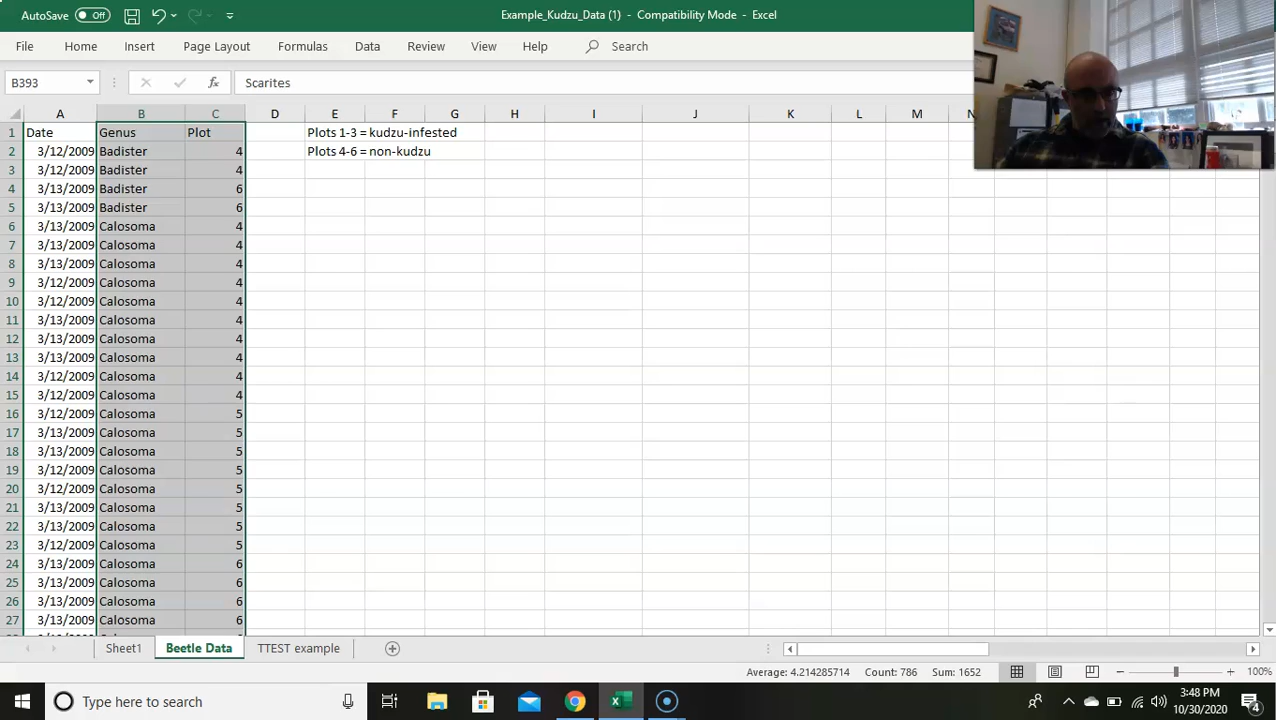 AutoSave Off Example_Kudzu_Data (1) - Compatibility Mode - Excel
File Home Insert Page Layout Formulas Data Review View Help Search
B393 fx Scarites
A B C D E F G H I J K L M N
1 Date Genus Plot Plots 1-3 = kudzu-infested
2 3/12/2009 Badister 4 Plots 4-6 = non-kudzu
3 3/12/2009 Badister 4
4 3/13/2009 Badister 6
5 3/13/2009 Badister 6
6 3/13/2009 Calosoma 4
7 3/13/2009 Calosoma 4
8 3/13/2009 Calosoma 4
9 3/12/2009 Calosoma 4
10 3/12/2009 Calosoma 4
11 3/13/2009 Calosoma 4
12 3/13/2009 Calosoma 4
13 3/13/2009 Calosoma 4
14 3/12/2009 Calosoma 4
15 3/12/2009 Calosoma 4
16 3/12/2009 Calosoma 5
17 3/13/2009 Calosoma 5
18 3/13/2009 Calosoma 5
19 3/12/2009 Calosoma 5
20 3/12/2009 Calosoma 5
21 3/13/2009 Calosoma 5
22 3/13/2009 Calosoma 5
23 3/12/2009 Calosoma 5
24 3/13/2009 Calosoma 6
25 3/13/2009 Calosoma 6
26 3/13/2009 Calosoma 6
27 3/13/2009 Calosoma 6
Sheet1 Beetle Data TTEST example
Average: 4.214285714 Count: 786 Sum: 1652 100%
Type here to search
3:48 PM
10/30/2020
4